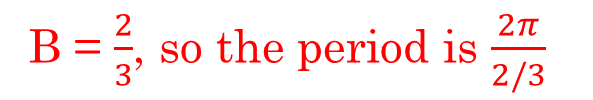 B = 2/3, so the period is 2π/(2/3)